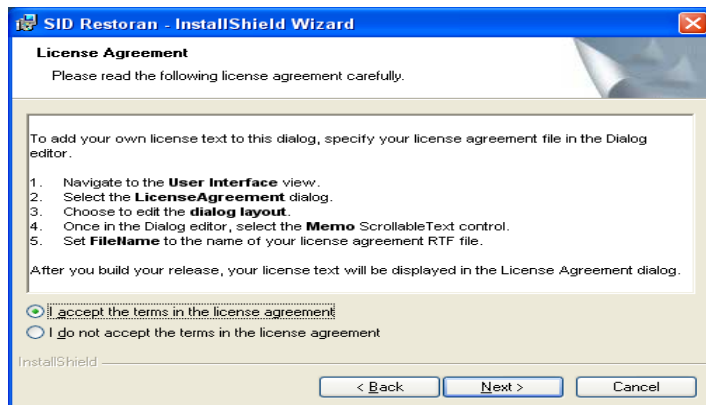 SID Restoran - InstallShield Wizard
License Agreement
Please read the following license agreement carefully.
To add your own license text to this dialog, specify your license agreement file in the Dialog
editor.
1. Navigate to the User Interface view.
2. Select the LicenseAgreement dialog.
3. Choose to edit the dialog layout.
4. Once in the Dialog editor, select the Memo ScrollableText control.
5. Set FileName to the name of your license agreement RTF file.
After you build your release, your license text will be displayed in the License Agreement dialog.
I accept the terms in the license agreement
I do not accept the terms in the license agreement
InstallShield
< Back Next > Cancel